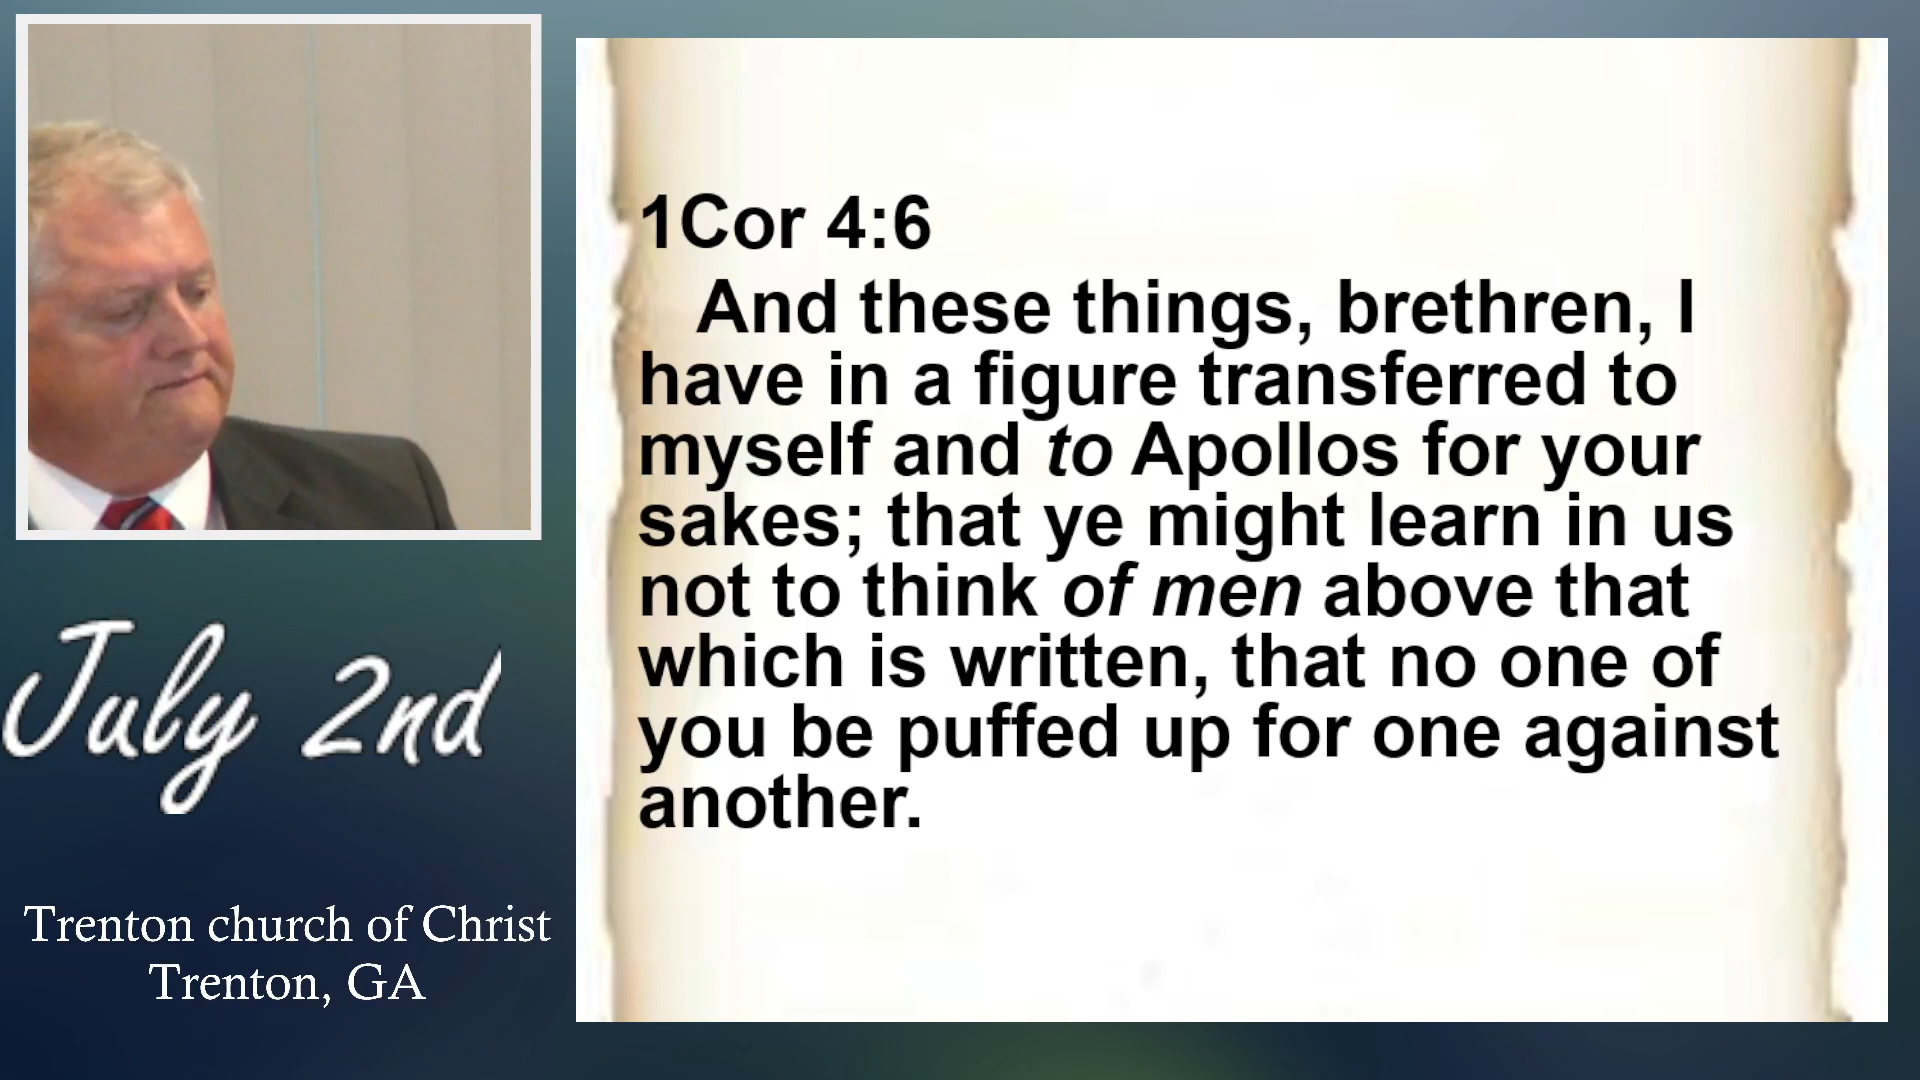 July 2nd
Trenton church of Christ
Trenton, GA
1Cor 4:6
And these things, brethren, I
have in a figure transferred to
myself and to Apollos for your
sakes; that ye might learn in us
not to think of men above that
which is written, that no one of
you be puffed up for one against
another.